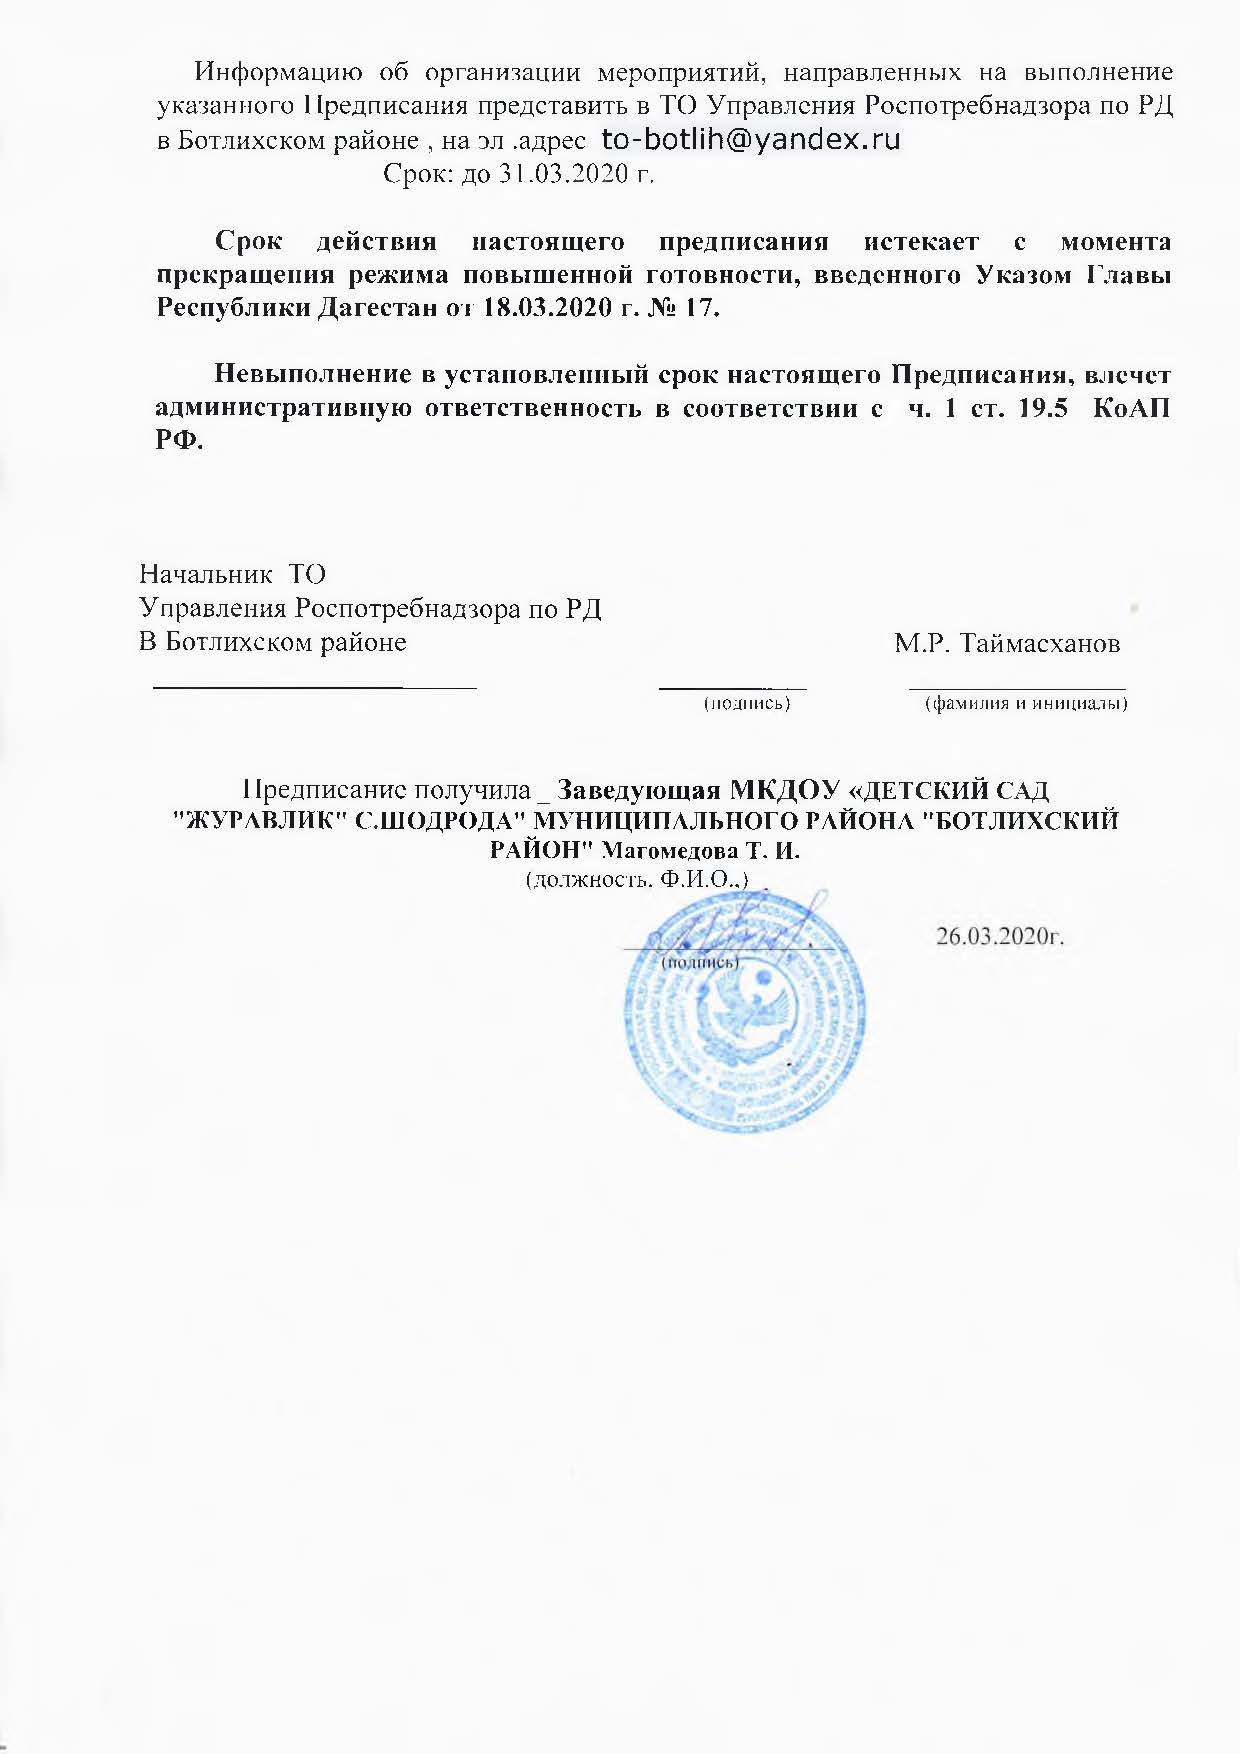 Информацию об организации мероприятий, направленных на выполнение
указанного Предписания представить в ТО Управления Роспотребнадзора по РД
в Ботлихском районе , на эл .адрес to-botlih@yandex.ru
Срок: до 31.03.2020 г.
Срок действия настоящего предписания истекает с момента
прекращения режима повышенной готовности, введенного Указом Главы
Республики Дагестан от 18.03.2020 г. № 17.
Невыполнение в установленный срок настоящего Предписания, влечет
административную ответственность в соответствии с ч. 1 ст. 19.5 КоАП
РФ.
Начальник ТО
Управления Роспотребнадзора по РД
В Ботлихском районе М.Р. Таймасханов
(подпись) (фамилия и инициалы)
Предписание получила _ Заведующая МКДОУ «ДЕТСКИЙ САД
"ЖУРАВЛИК" С.ШОДРОДА" МУНИЦИПАЛЬНОГО РАЙОНА "БОТЛИХСКИЙ
РАЙОН" Магомедова Т. И.
(должность. Ф.И.О.,)
26.03.2020г.
(подпись)